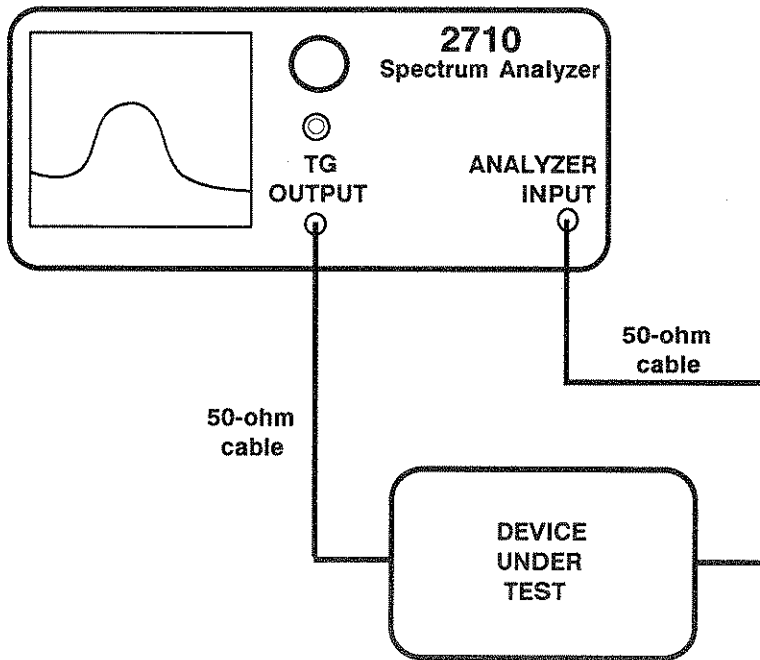 2710
Spectrum Analyzer
TG
OUTPUT
ANALYZER
INPUT
50-ohm
cable
50-ohm
cable
DEVICE
UNDER
TEST